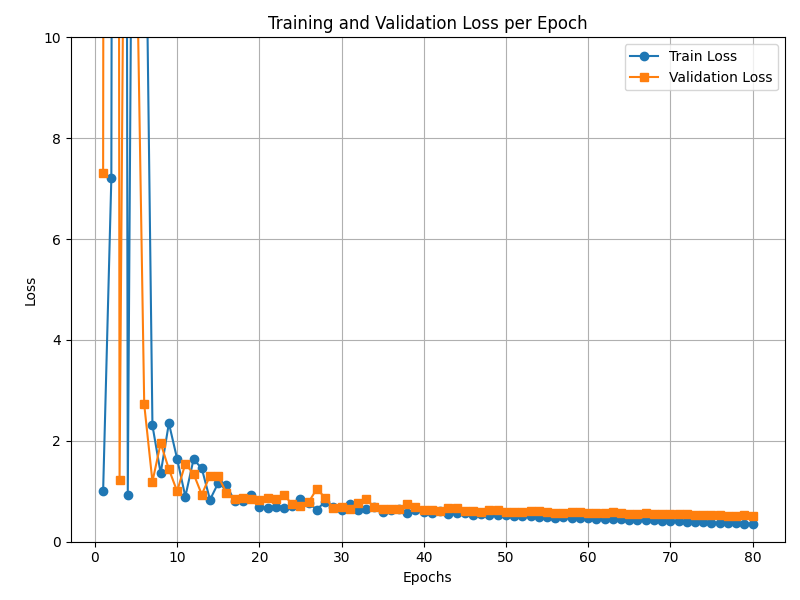 Training and Validation Loss per Epoch
Train Loss
Validation Loss
10
8
6
4
2
0
Loss
0 10 20 30 40 50 60 70 80
Epochs